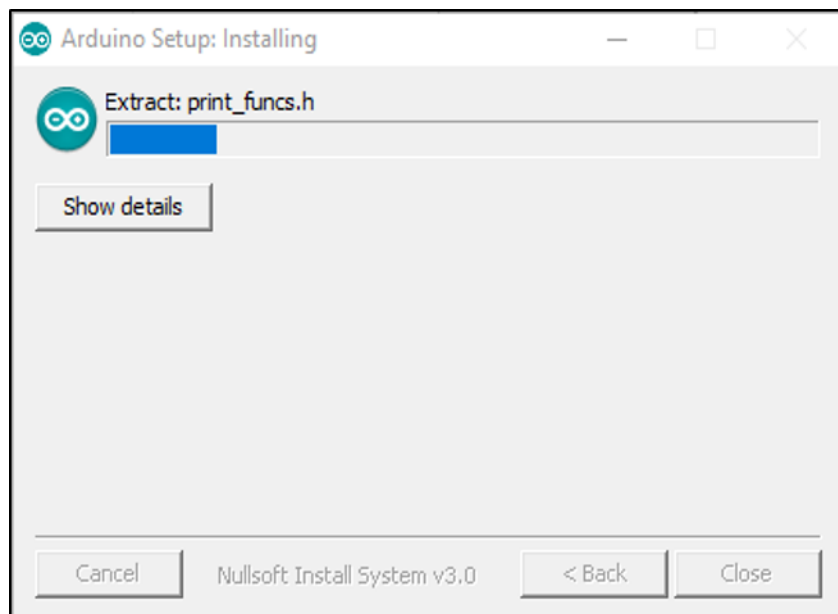 Arduino Setup: Installing
Extract: print_funcs.h
Show details
Cancel
Nullsoft Install System v3.0
< Back
Close